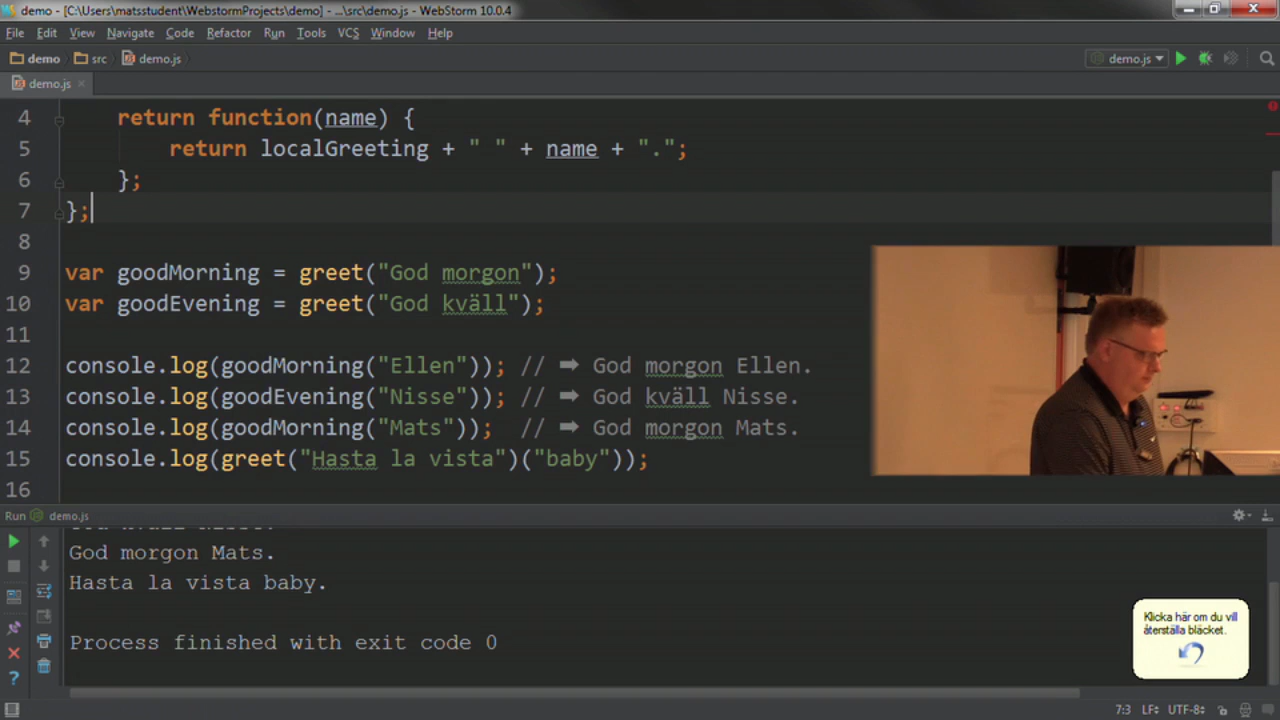 demo - [C:\Users\matsstudent\WebstormProjects\demo] - ...\src\demo.js - WebStorm 10.0.4
File Edit View Navigate Code Refactor Run Tools VCS Window Help
demo src demo.js demo.js
demo.js
4 return function(name) {
5 return localGreeting + " " + name + ".";
6 };
7 };
8
9 var goodMorning = greet("God morgon");
10 var goodEvening = greet("God kväll");
11
12 console.log(goodMorning("Ellen")); // ➡ God morgon Ellen.
13 console.log(goodEvening("Nisse")); // ➡ God kväll Nisse.
14 console.log(goodMorning("Mats")); // ➡ God morgon Mats.
15 console.log(greet("Hasta la vista")("baby"));
16
Run demo.js
God morgon Mats.
Hasta la vista baby.
Process finished with exit code 0
Klicka här om du vill
återställa bläcket.
7:3 LF UTF-8